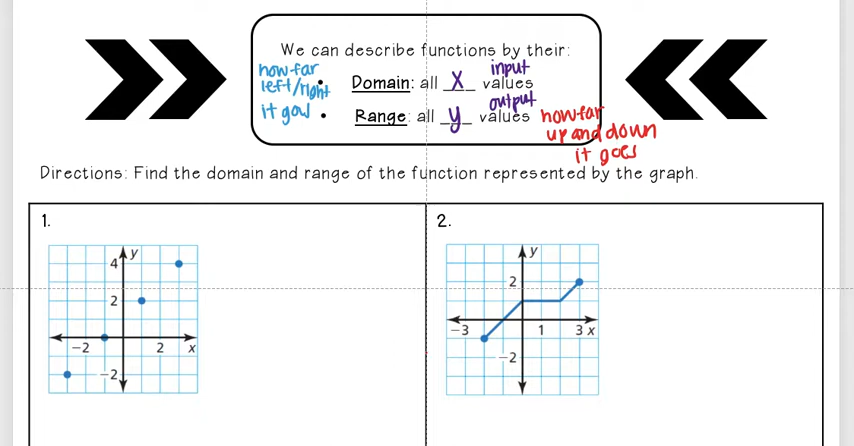 We can describe functions by their:
how far
left/right
it goes
• Domain: all X values
input
• Range: all y values
output
how far
up and down
it goes
Directions: Find the domain and range of the function represented by the graph.
1.
y
4
2
-2
2
x
-2
2.
y
2
-3
1
3 x
-2